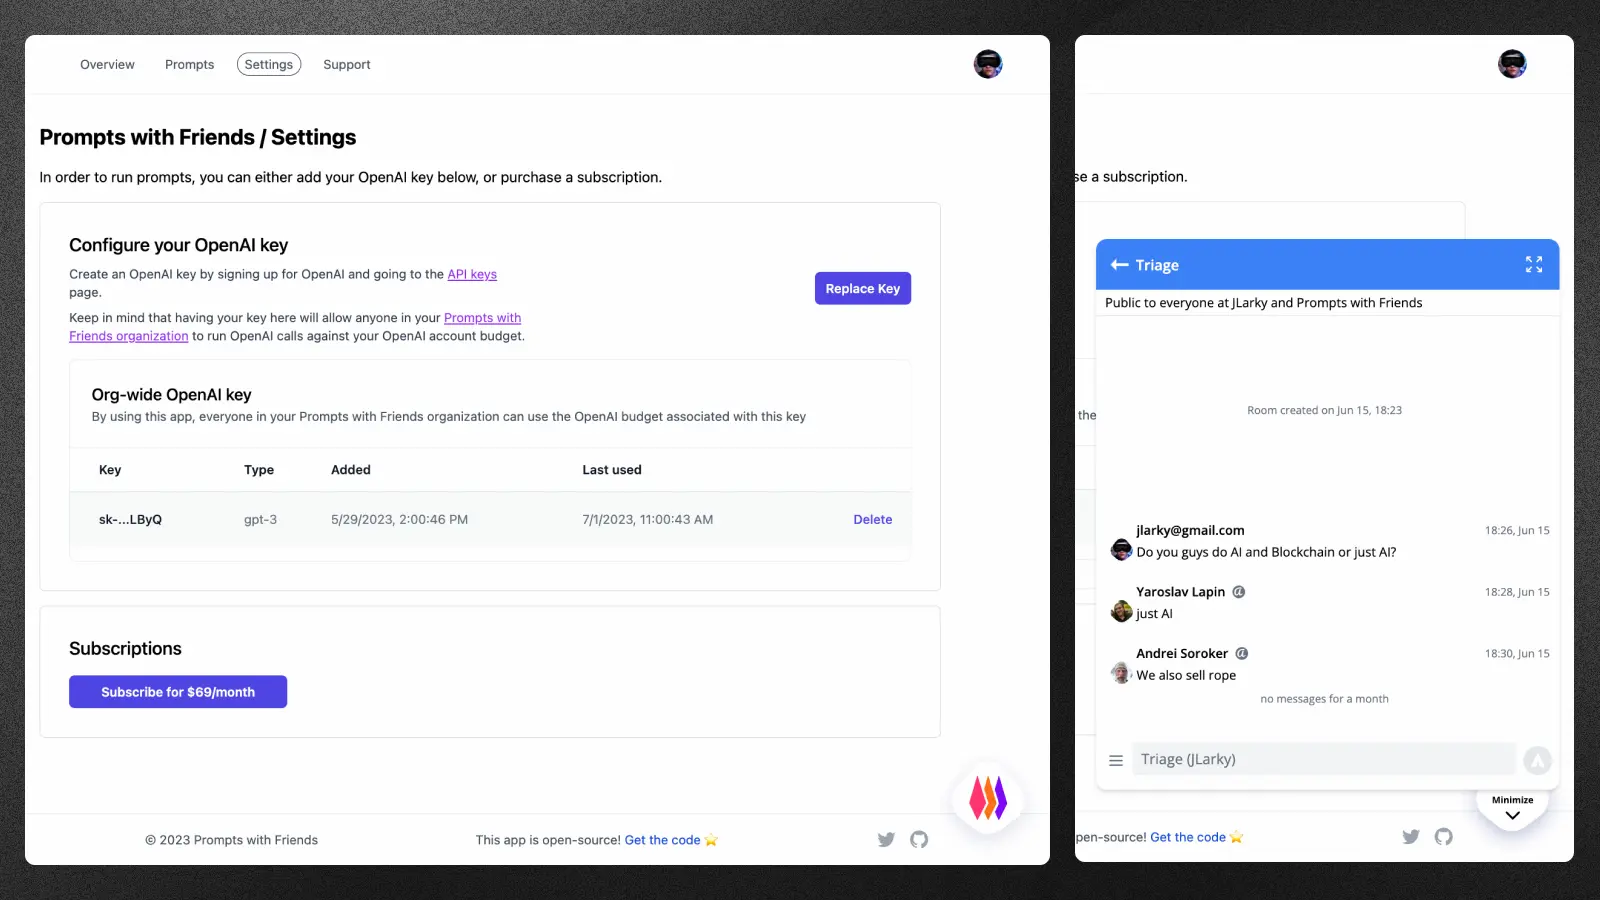 Overview Prompts Settings Support
Prompts with Friends / Settings
In order to run prompts, you can either add your OpenAI key below, or purchase a subscription.
Configure your OpenAI key
Create an OpenAI key by signing up for OpenAI and going to the API keys
page.
Keep in mind that having your key here will allow anyone in your Prompts with
Friends organization to run OpenAI calls against your OpenAI account budget.
Replace Key
Org-wide OpenAI key
By using this app, everyone in your Prompts with Friends organization can use the OpenAI budget associated with this key
Key Type Added Last used
sk-...LByQ gpt-3 5/29/2023, 2:00:46 PM 7/1/2023, 11:00:43 AM Delete
Subscriptions
Subscribe for $69/month
© 2023 Prompts with Friends This app is open-source! Get the code
se a subscription.
the
Triage
Public to everyone at JLarky and Prompts with Friends
Room created on Jun 15, 18:23
jlarky@gmail.com 18:26, Jun 15
Do you guys do AI and Blockchain or just AI?
Yaroslav Lapin @ 18:28, Jun 15
just AI
Andrei Soroker @ 18:30, Jun 15
We also sell rope
no messages for a month
Triage (JLarky)
Minimize
pen-source! Get the code